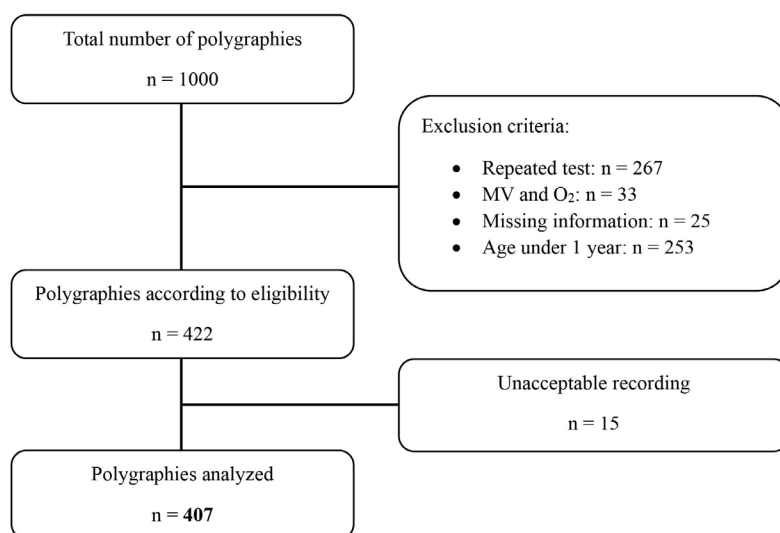 Total number of polygraphies
n = 1000
Exclusion criteria:
• Repeated test: n = 267
• MV and O₂: n = 33
• Missing information: n = 25
• Age under 1 year: n = 253
Polygraphies according to eligibility
n = 422
Unacceptable recording
n = 15
Polygraphies analyzed
n = 407